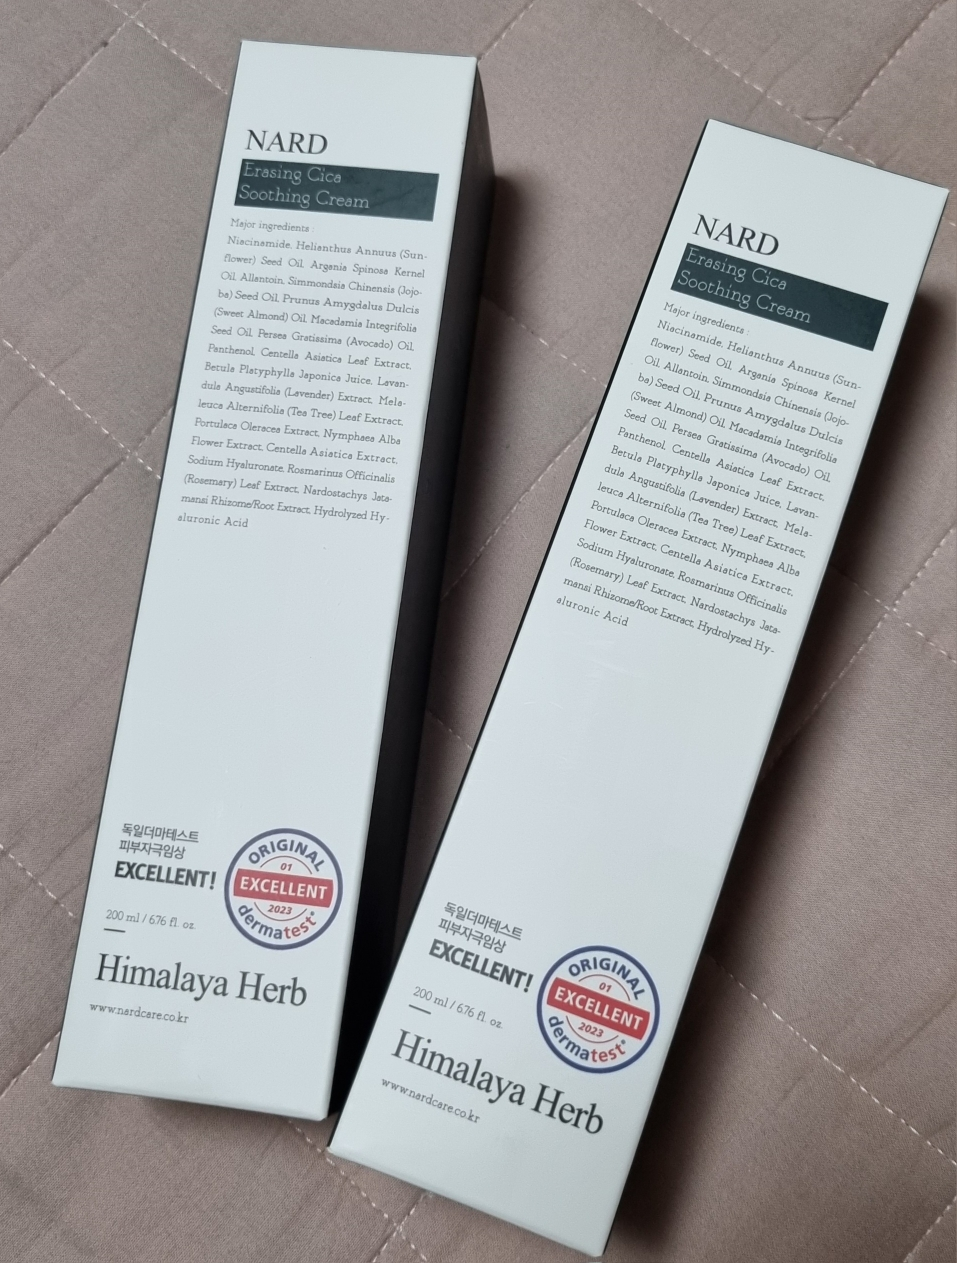 NARD
Erasing Cica
Soothing Cream
Major ingredients :
Niacinamide, Helianthus Annuus (Sun-
flower) Seed Oil, Argania Spinosa Kernel
Oil, Allantoin, Simmondsia Chinensis (Jojo-
ba) Seed Oil, Prunus Amygdalus Dulcis
(Sweet Almond) Oil, Macadamia Integrifolia
Seed Oil, Persea Gratissima (Avocado) Oil,
Panthenol, Centella Asiatica Leaf Extract,
Betula Platyphylla Japonica Juice, Lavan-
dula Angustifolia (Lavender) Extract, Mela-
leuca Alternifolia (Tea Tree) Leaf Extract,
Portulaca Oleracea Extract, Nymphaea Alba
Flower Extract, Centella Asiatica Extract,
Sodium Hyaluronate, Rosmarinus Officinalis
(Rosemary) Leaf Extract, Nardostachys Jata-
mansi Rhizome/Root Extract, Hydrolyzed Hy-
aluronic Acid
독일더마테스트
피부자극임상
EXCELLENT!
ORIGINAL
01
EXCELLENT
2023
dermatest®
200 ml / 6.76 fl. oz.
Himalaya Herb
www.nardcare.co.kr
NARD
Erasing Cica
Soothing Cream
Major ingredients :
Niacinamide, Helianthus Annuus (Sun-
flower) Seed Oil, Argania Spinosa Kernel
Oil, Allantoin, Simmondsia Chinensis (Jojo-
ba) Seed Oil, Prunus Amygdalus Dulcis
(Sweet Almond) Oil, Macadamia Integrifolia
Seed Oil, Persea Gratissima (Avocado) Oil,
Panthenol, Centella Asiatica Leaf Extract,
Betula Platyphylla Japonica Juice, Lavan-
dula Angustifolia (Lavender) Extract, Mela-
leuca Alternifolia (Tea Tree) Leaf Extract,
Portulaca Oleracea Extract, Nymphaea Alba
Flower Extract, Centella Asiatica Extract,
Sodium Hyaluronate, Rosmarinus Officinalis
(Rosemary) Leaf Extract, Nardostachys Jata-
mansi Rhizome/Root Extract, Hydrolyzed Hy-
aluronic Acid
독일더마테스트
피부자극임상
EXCELLENT!
ORIGINAL
01
EXCELLENT
2023
dermatest®
200 ml / 6.76 fl. oz.
Himalaya Herb
www.nardcare.co.kr